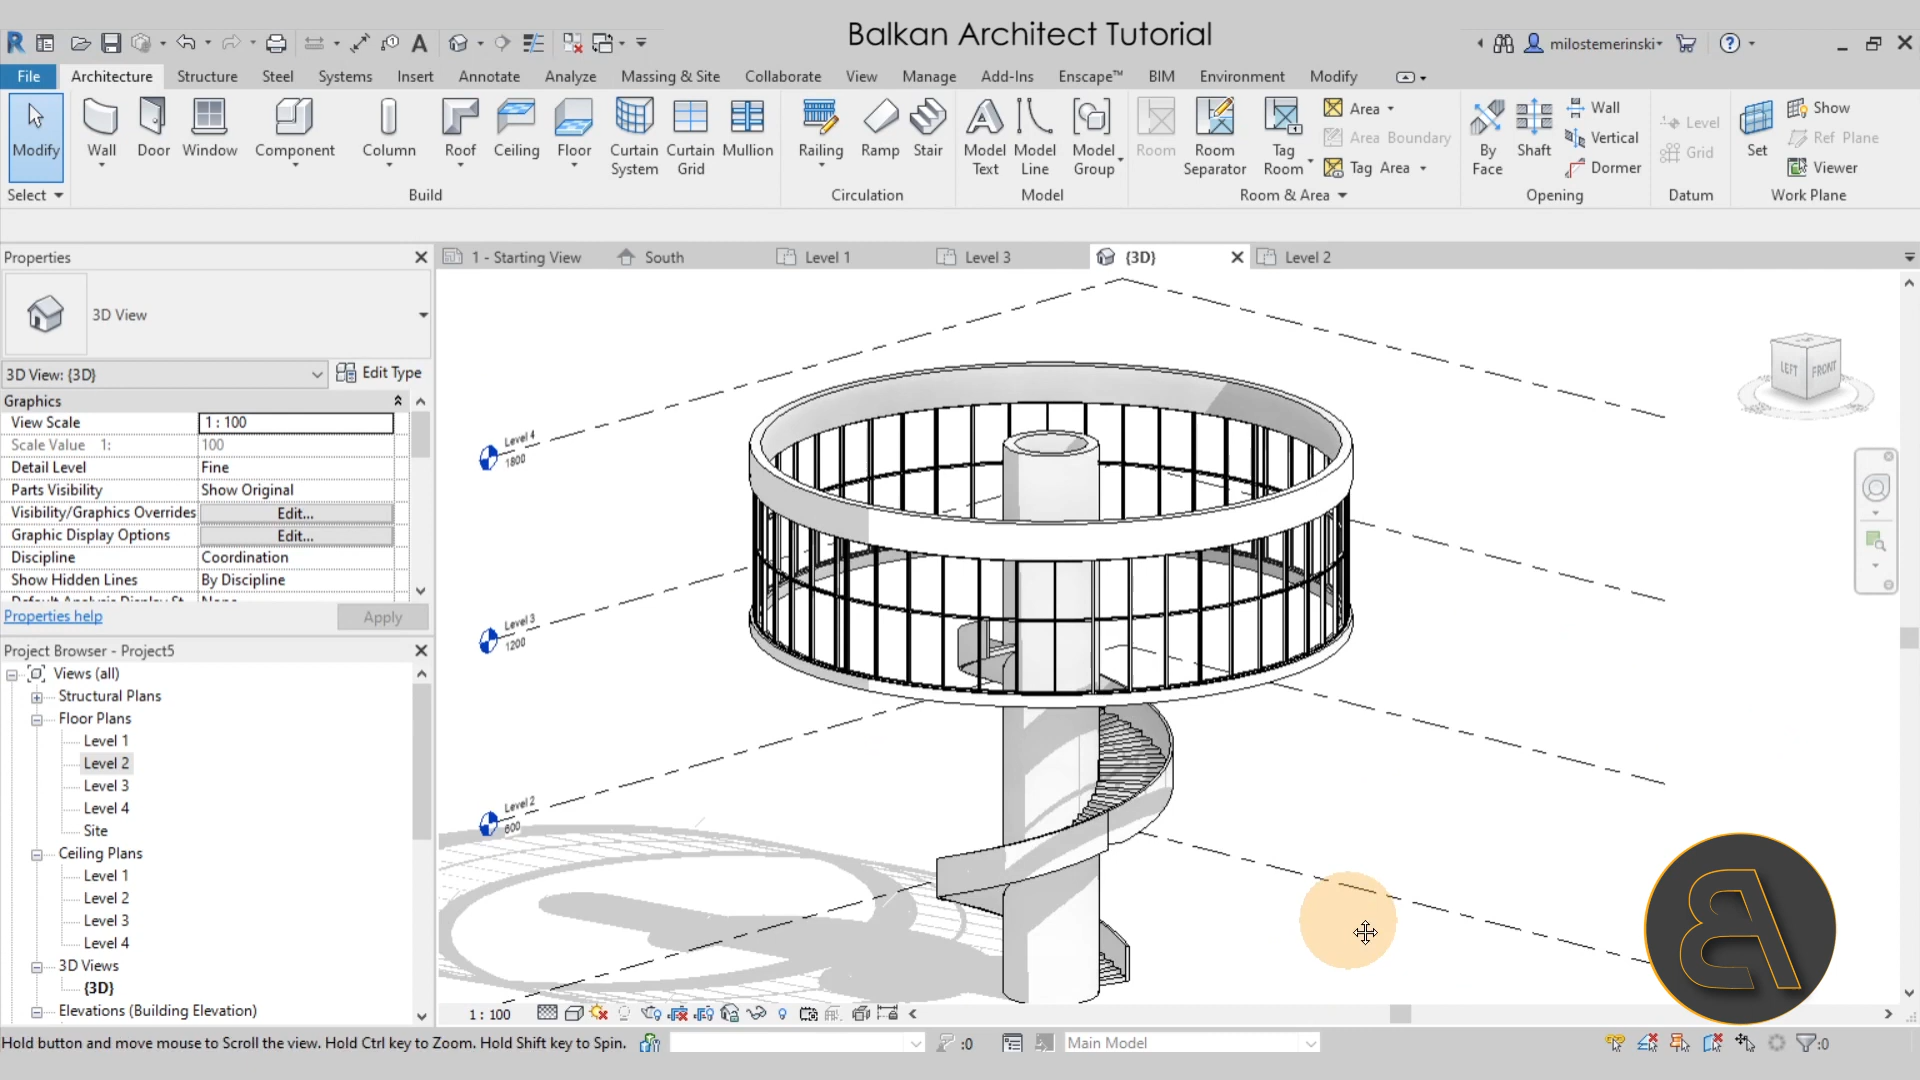 Balkan Architect Tutorial
milostemerinski
File Architecture Structure Steel Systems Insert Annotate Analyze Massing & Site Collaborate View Manage Add-Ins Enscape™ BIM Environment Modify
Modify Wall Door Window Component Column Roof Ceiling Floor Curtain System Curtain Grid Mullion Railing Ramp Stair Model Text Model Line Model Group Room Room Separator Tag Room Area Area Boundary Tag Area By Face Shaft Wall Vertical Dormer Level Grid Set Show Ref Plane Viewer
Select Build Circulation Model Room & Area Opening Datum Work Plane
Properties
1 - Starting View South Level 1 Level 3 {3D} Level 2
3D View
3D View: {3D} Edit Type
Graphics
View Scale 1 : 100
Scale Value 1: 100
Detail Level Fine
Parts Visibility Show Original
Visibility/Graphics Overrides Edit...
Graphic Display Options Edit...
Discipline Coordination
Show Hidden Lines By Discipline
Properties help Apply
Project Browser - Project5
Views (all)
Structural Plans
Floor Plans
Level 1
Level 2
Level 3
Level 4
Site
Ceiling Plans
Level 1
Level 2
Level 3
Level 4
3D Views
{3D}
Elevations (Building Elevation)
Level 4
1800
Level 3
1200
Level 2
600
LEFT FRONT
1 : 100
Hold button and move mouse to Scroll the view. Hold Ctrl key to Zoom. Hold Shift key to Spin.
:0
Main Model
:0